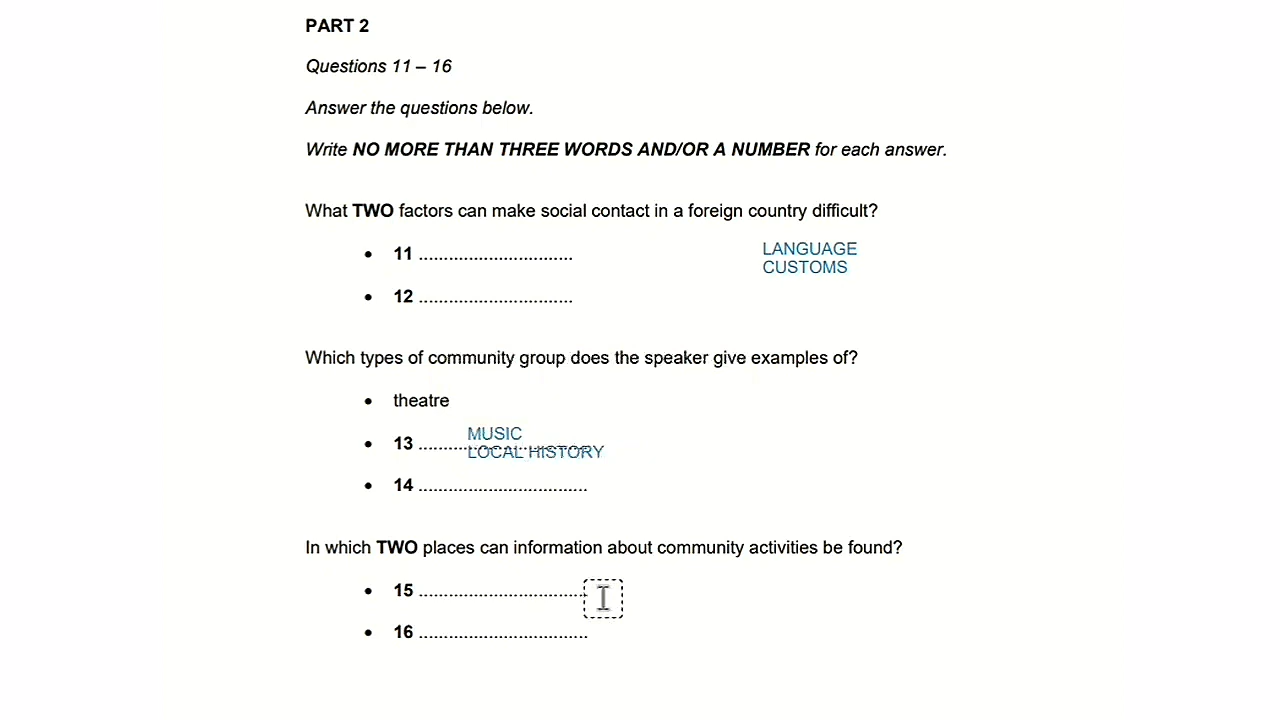 PART 2
Questions 11 – 16
Answer the questions below.
Write NO MORE THAN THREE WORDS AND/OR A NUMBER for each answer.
What TWO factors can make social contact in a foreign country difficult?
• 11 ...............................
LANGUAGE
CUSTOMS
• 12 ...............................
Which types of community group does the speaker give examples of?
• theatre
MUSIC
• 13 ..................................
LOCAL HISTORY
• 14 ..................................
In which TWO places can information about community activities be found?
• 15 ..................................
• 16 ..................................